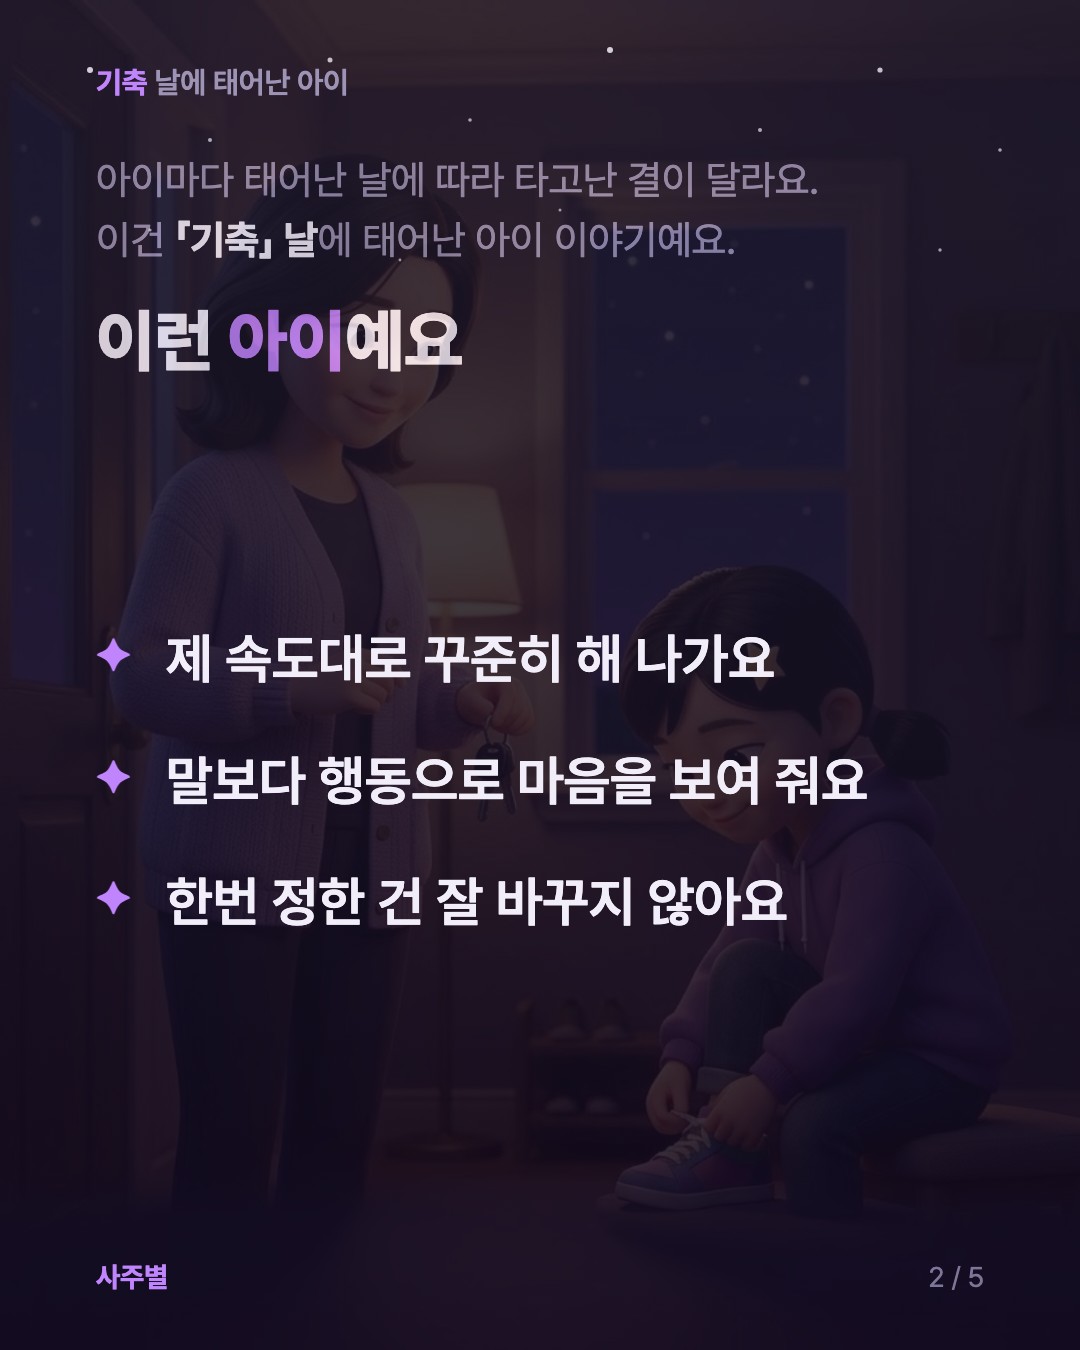 기축 날에 태어난 아이
아이마다 태어난 날에 따라 타고난 결이 달라요.
이건 「기축」 날에 태어난 아이 이야기예요.
이런 아이예요
제 속도대로 꾸준히 해 나가요
말보다 행동으로 마음을 보여 줘요
한번 정한 건 잘 바꾸지 않아요
사주별
2 / 5